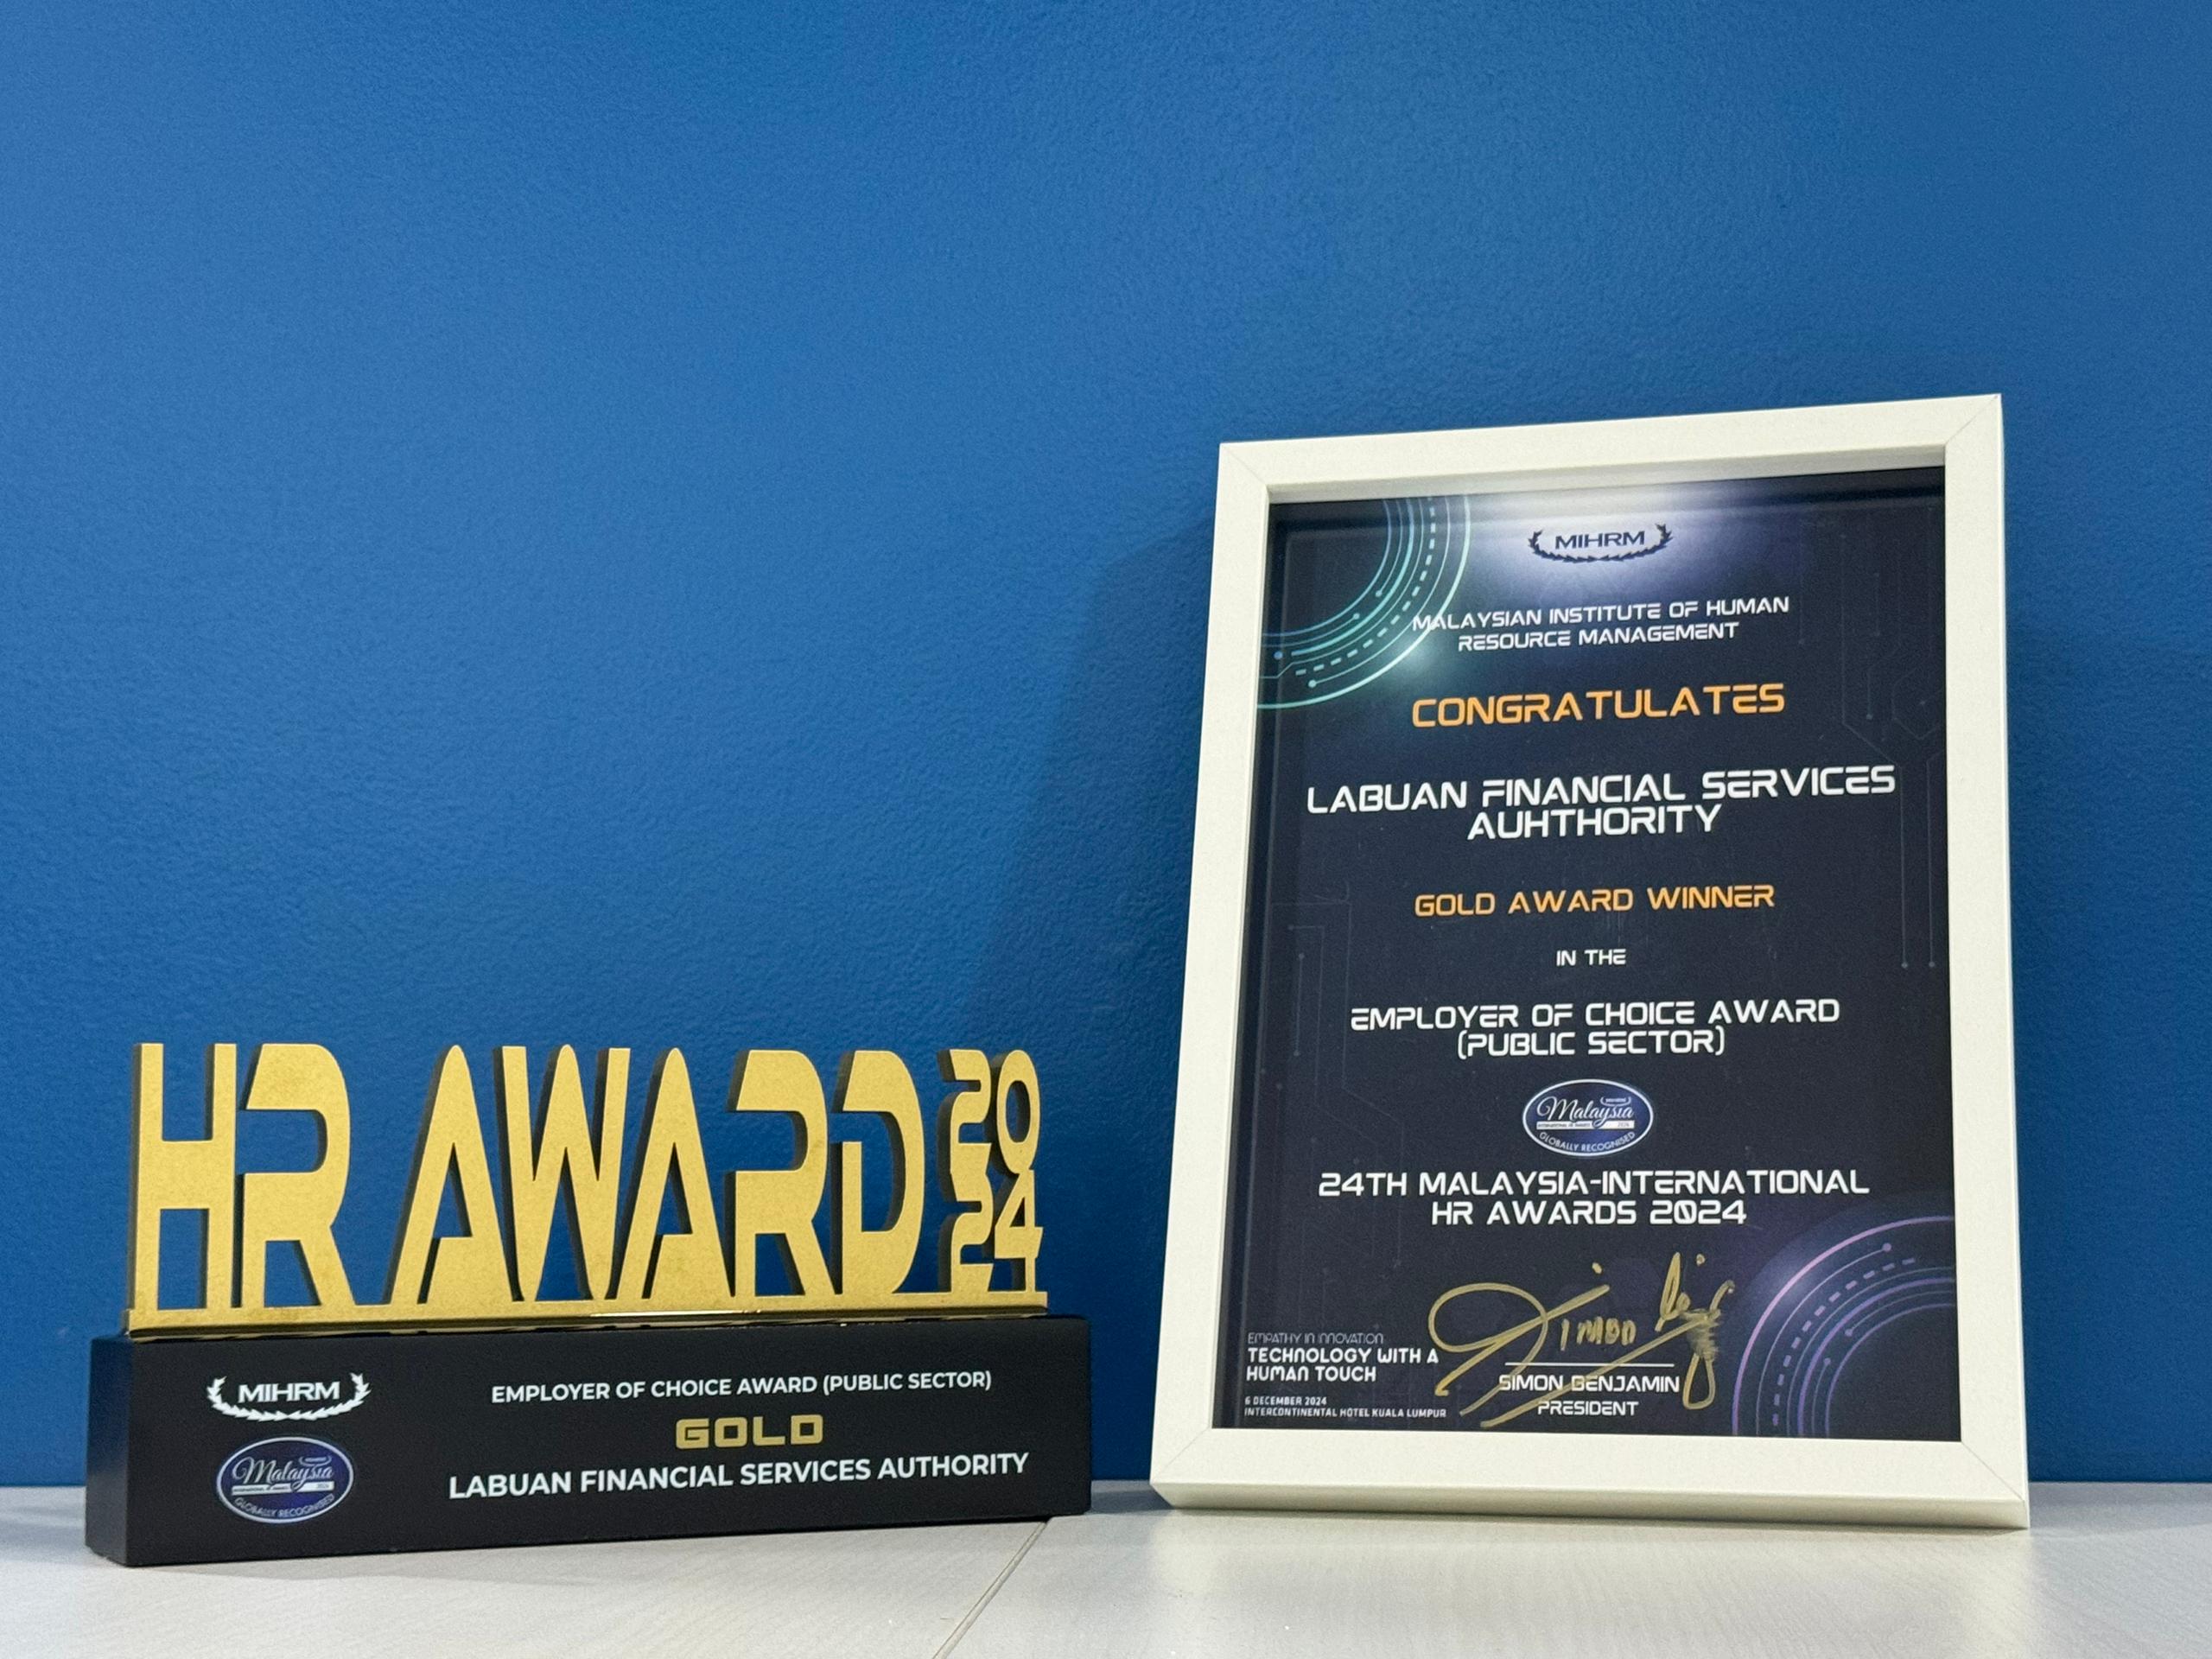 HR AWARD 2024
MIHRM
Malaysia
GLOBALLY RECOGNISED
EMPLOYER OF CHOICE AWARD (PUBLIC SECTOR)
GOLD
LABUAN FINANCIAL SERVICES AUTHORITY
MIHRM
MALAYSIAN INSTITUTE OF HUMAN
RESOURCE MANAGEMENT
CONGRATULATES
LABUAN FINANCIAL SERVICES
AUHTHORITY
GOLD AWARD WINNER
IN THE
EMPLOYER OF CHOICE AWARD
(PUBLIC SECTOR)
Malaysia
GLOBALLY RECOGNISED
24TH MALAYSIA-INTERNATIONAL
HR AWARDS 2024
Simon
SIMON BENJAMIN
PRESIDENT
EMPATHY IN INNOVATION
TECHNOLOGY WITH A
HUMAN TOUCH
6 DECEMBER 2024
INTERCONTINENTAL HOTEL KUALA LUMPUR